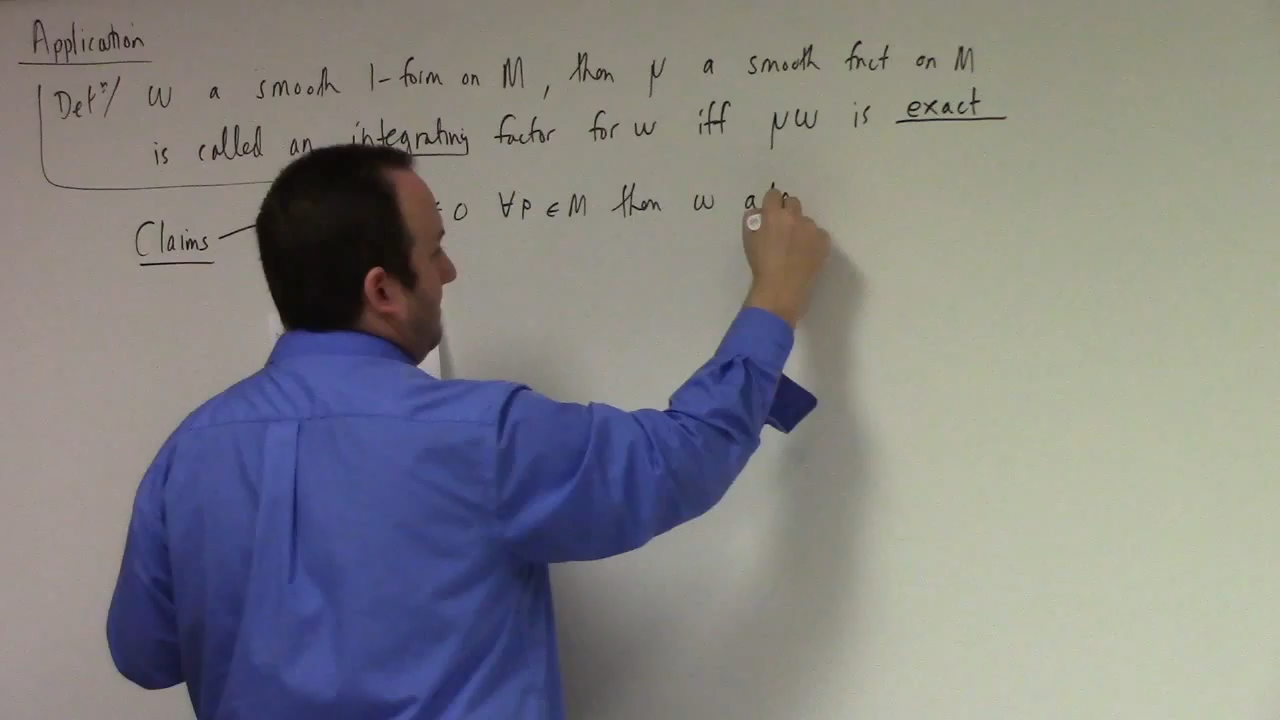 Application
Defⁿ/ W a smooth 1-form on M, then μ a smooth fnct on M
is called an integrating factor for w iff μw is exact
Claims 0 ∀p ∈ M then w